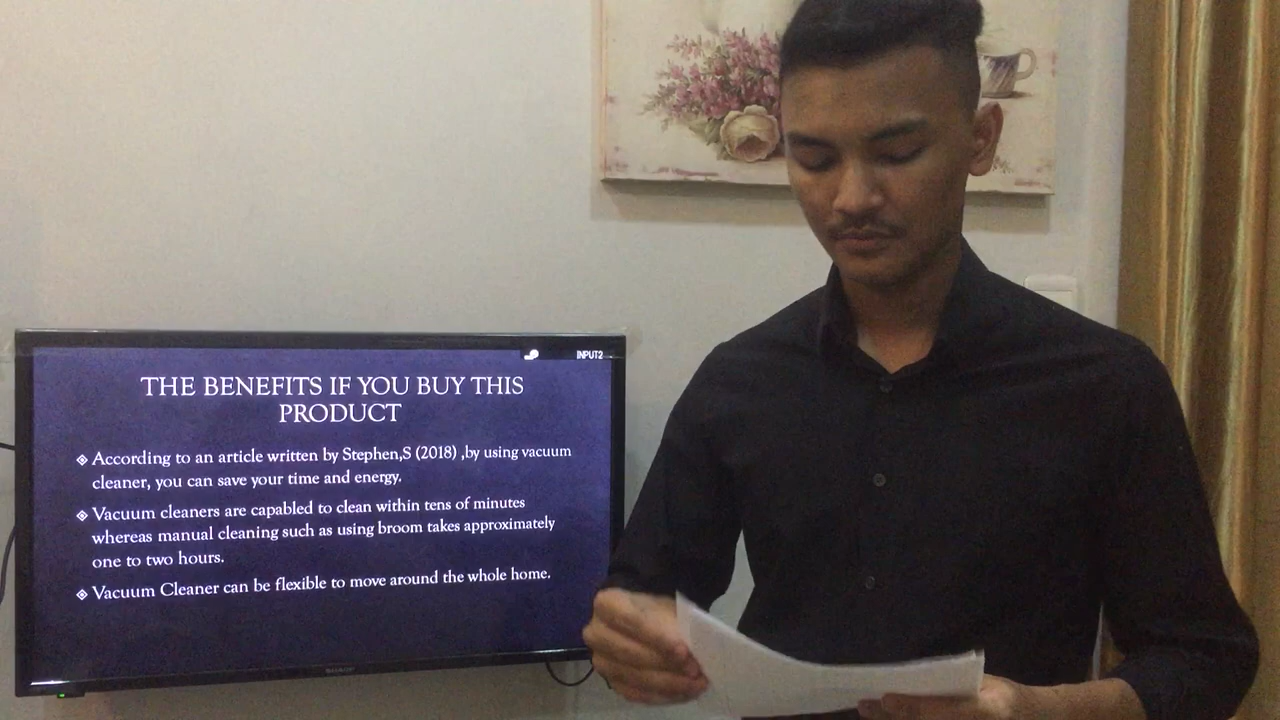 INPUT2
THE BENEFITS IF YOU BUY THIS
PRODUCT
According to an article written by Stephen,S (2018) ,by using vacuum
cleaner, you can save your time and energy.
Vacuum cleaners are capabled to clean within tens of minutes
whereas manual cleaning such as using broom takes approximately
one to two hours.
Vacuum Cleaner can be flexible to move around the whole home.